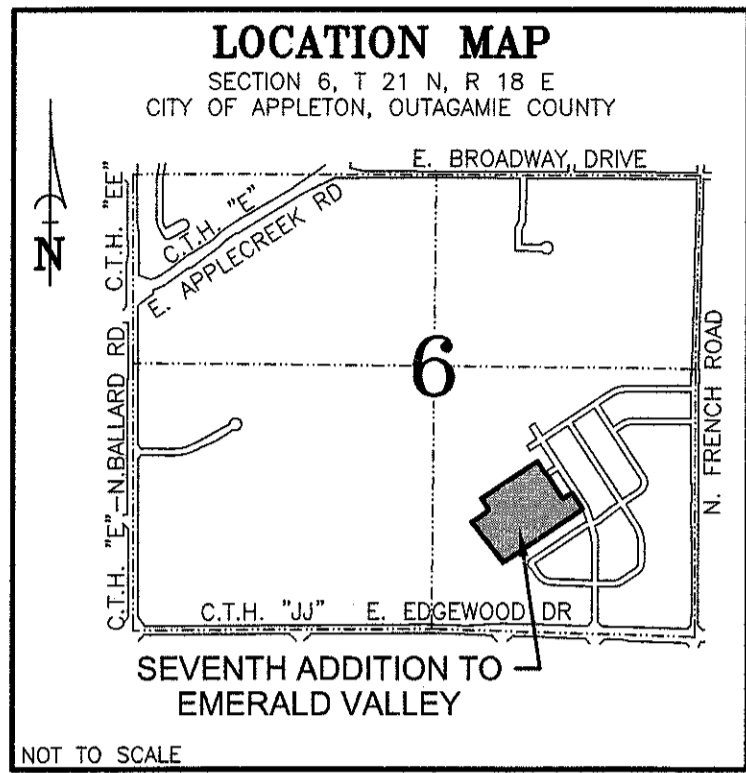 LOCATION MAP
SECTION 6, T 21 N, R 18 E
CITY OF APPLETON, OUTAGAMIE COUNTY
E. BROADWAY DRIVE
C.T.H. "EE"
C.T.H. "E"
E. APPLECREEK RD
N
6
C.T.H. "E" -N.BALLARD RD.
N. FRENCH ROAD
C.T.H. "JJ" E. EDGEWOOD DR
SEVENTH ADDITION TO
EMERALD VALLEY
NOT TO SCALE